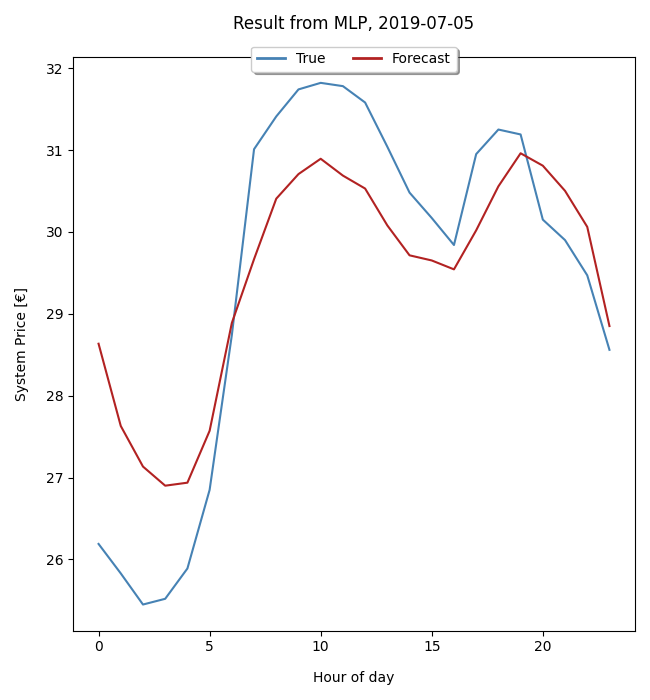 Result from MLP, 2019-07-05
True Forecast
32
31
30
29
28
27
26
System Price [€]
0 5 10 15 20
Hour of day